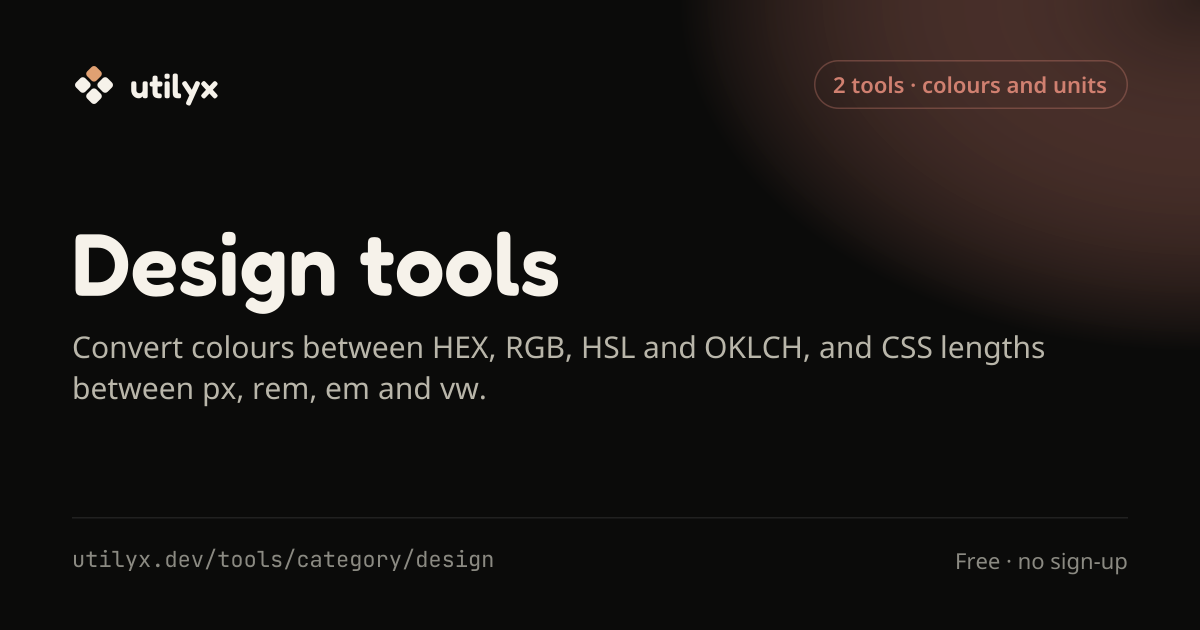 utilyx
2 tools · colours and units
Design tools
Convert colours between HEX, RGB, HSL and OKLCH, and CSS lengths
between px, rem, em and vw.
utilyx.dev/tools/category/design
Free · no sign-up